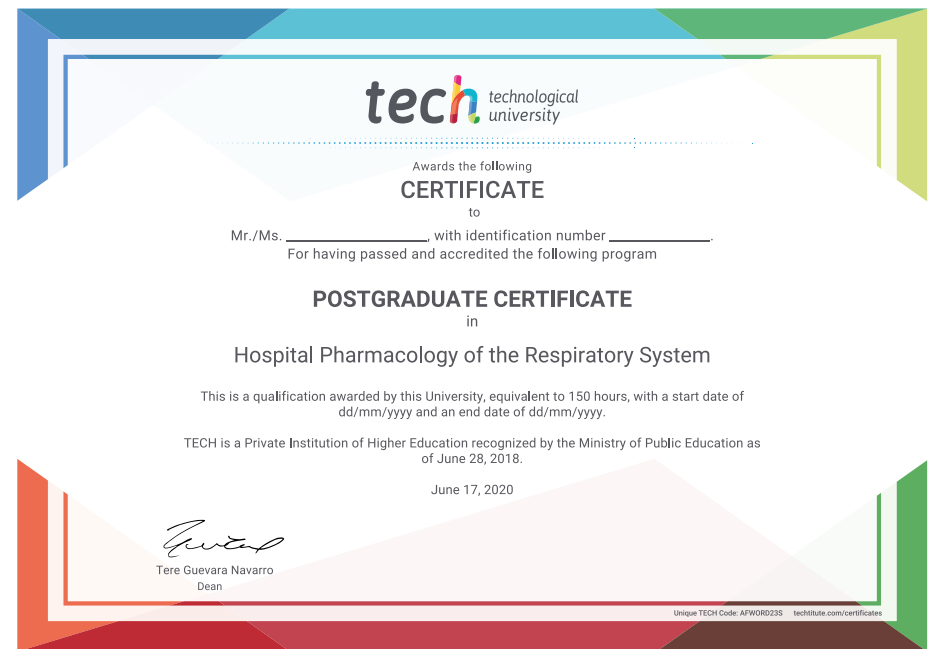 tech technological
university
Awards the following
CERTIFICATE
to
Mr./Ms. ____________________, with identification number ______________.
For having passed and accredited the following program
POSTGRADUATE CERTIFICATE
in
Hospital Pharmacology of the Respiratory System
This is a qualification awarded by this University, equivalent to 150 hours, with a start date of
dd/mm/yyyy and an end date of dd/mm/yyyy.
TECH is a Private Institution of Higher Education recognized by the Ministry of Public Education as
of June 28, 2018.
June 17, 2020
Tere Guevara Navarro
Dean
Unique TECH Code: AFWORD23S techtitute.com/certificates